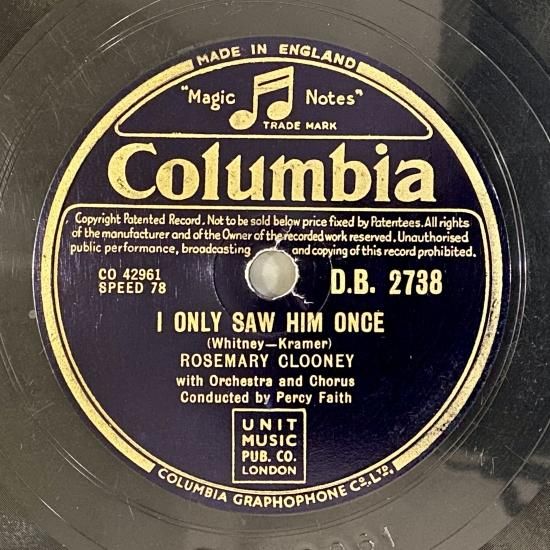 MADE IN ENGLAND
"Magic Notes"
TRADE MARK
Columbia
Copyright Patented Record. Not to be sold below price fixed by Patentees. All rights
of the manufacturer and of the Owner of the recorded work reserved. Unauthorised
public performance, broadcasting and copying of this record prohibited.
CO 42961
SPEED 78
D.B. 2738
I ONLY SAW HIM ONCE
(Whitney—Kramer)
ROSEMARY CLOONEY
with Orchestra and Chorus
Conducted by Percy Faith
UNIT
MUSIC
PUB. CO.
LONDON
COLUMBIA GRAPHOPHONE CO. LTD.